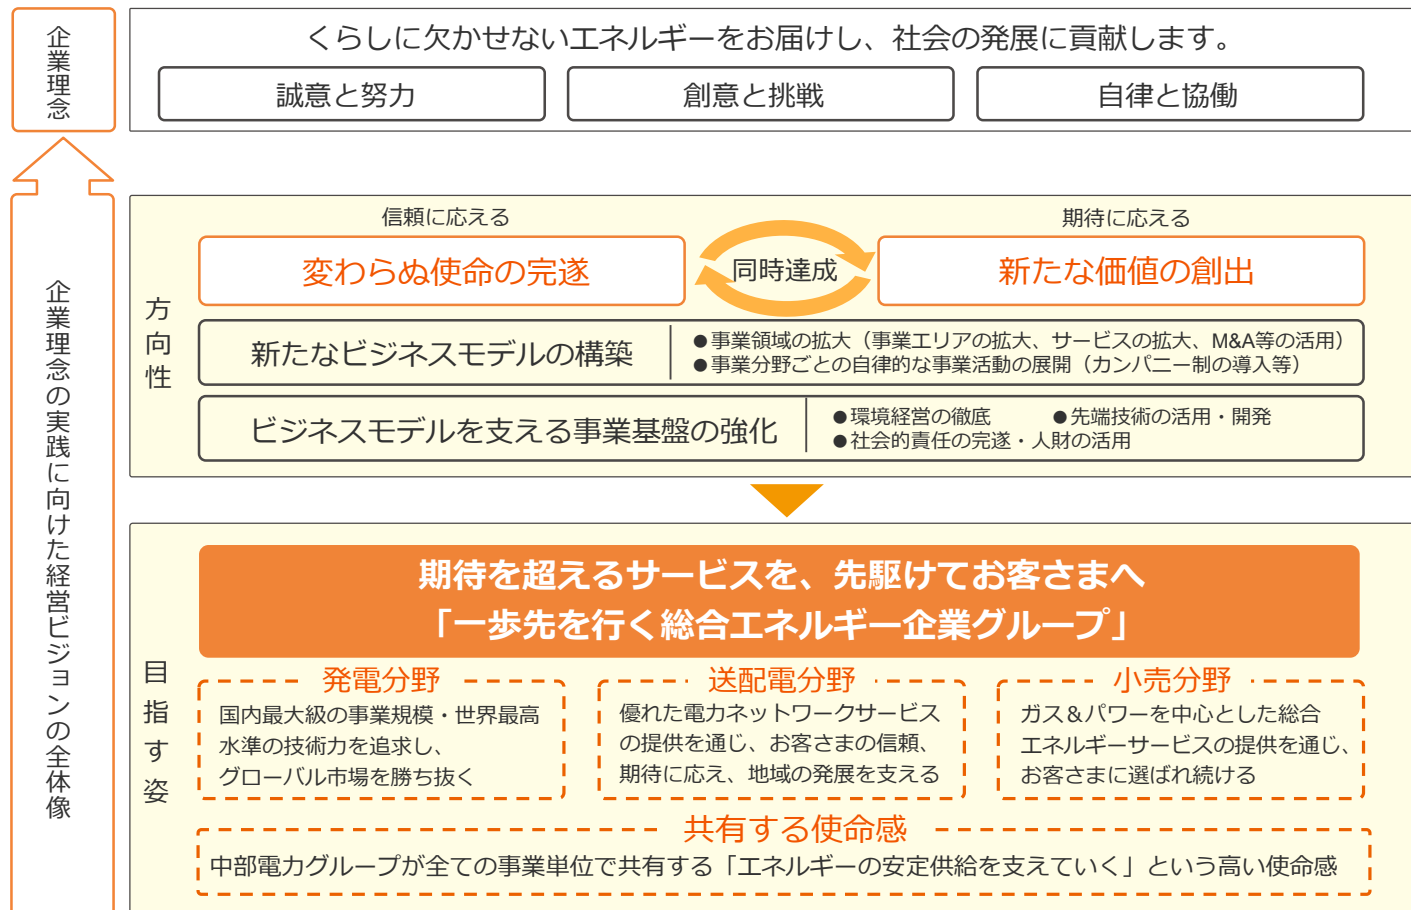 企業理念
くらしに欠かせないエネルギーをお届けし、社会の発展に貢献します。
誠意と努力
創意と挑戦
自律と協働
企業理念の実践に向けた経営ビジョンの全体像
方向性
信頼に応える
変わらぬ使命の完遂
同時達成
期待に応える
新たな価値の創出
新たなビジネスモデルの構築
●事業領域の拡大（事業エリアの拡大、サービスの拡大、M&A等の活用）
●事業分野ごとの自律的な事業活動の展開（カンパニー制の導入等）
ビジネスモデルを支える事業基盤の強化
●環境経営の徹底　●先端技術の活用・開発
●社会的責任の完遂・人財の活用
目指す姿
期待を超えるサービスを、先駆けてお客さまへ
「一歩先を行く総合エネルギー企業グループ」
発電分野
国内最大級の事業規模・世界最高
水準の技術力を追求し、
グローバル市場を勝ち抜く
送配電分野
優れた電力ネットワークサービス
の提供を通じ、お客さまの信頼、
期待に応え、地域の発展を支える
小売分野
ガス＆パワーを中心とした総合
エネルギーサービスの提供を通じ、
お客さまに選ばれ続ける
共有する使命感
中部電力グループが全ての事業単位で共有する「エネルギーの安定供給を支えていく」という高い使命感